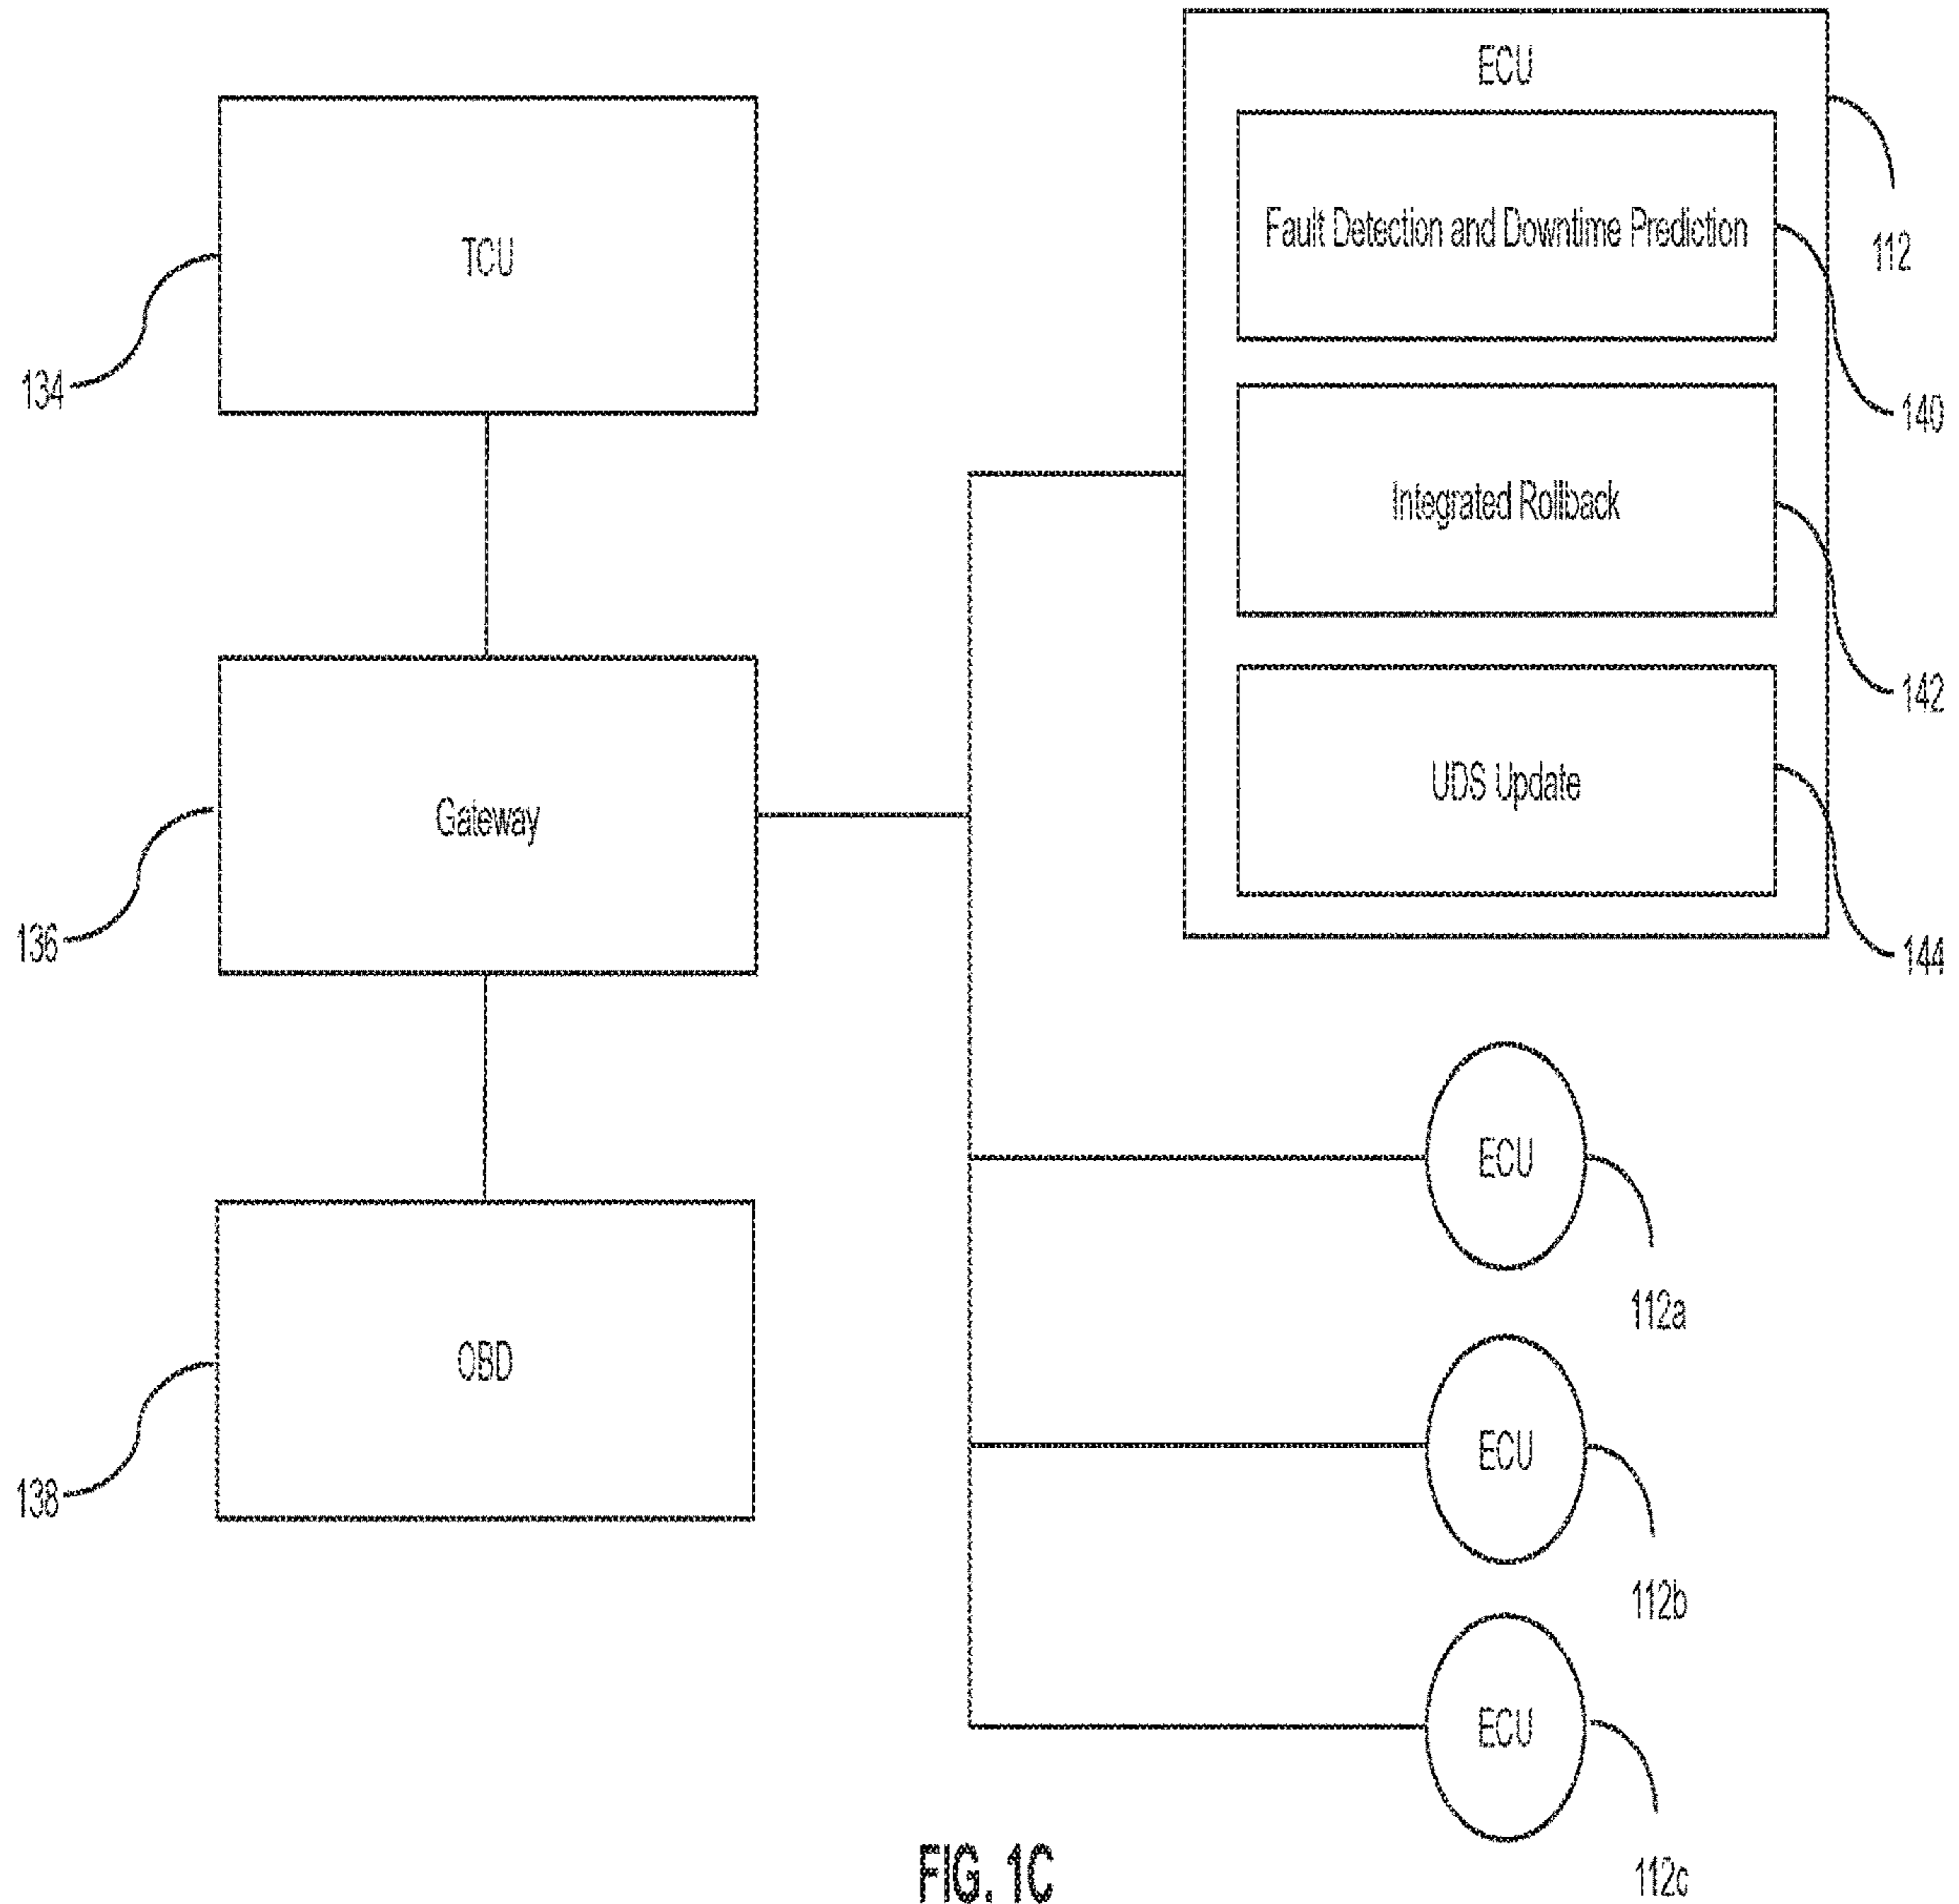 ECU
Fault Detection and Downtime Prediction
112
TCU
134
140
Integrated Rollback
142
Gateway
UDS Update
136
144
ECU
112a
OBD
138
ECU
112b
ECU
112c
FIG. 1C